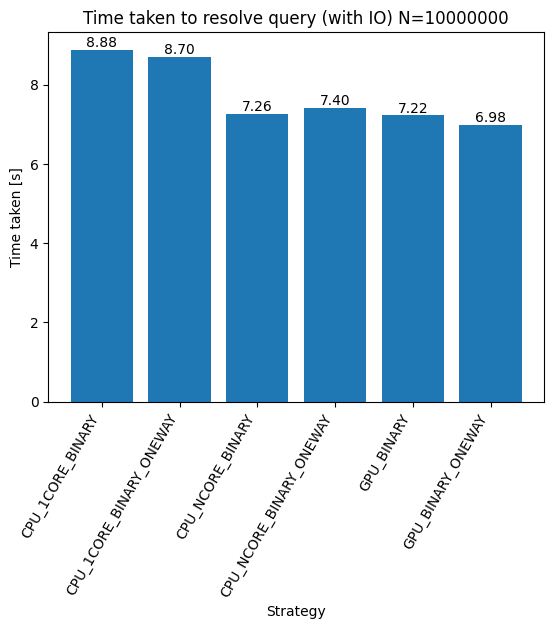 Time taken to resolve query (with IO) N=10000000
8.88
8.70
7.26
7.40
7.22
6.98
8
6
4
2
0
Time taken [s]
CPU_1CORE_BINARY
CPU_1CORE_BINARY_ONEWAY
CPU_NCORE_BINARY
CPU_NCORE_BINARY_ONEWAY
GPU_BINARY
GPU_BINARY_ONEWAY
Strategy